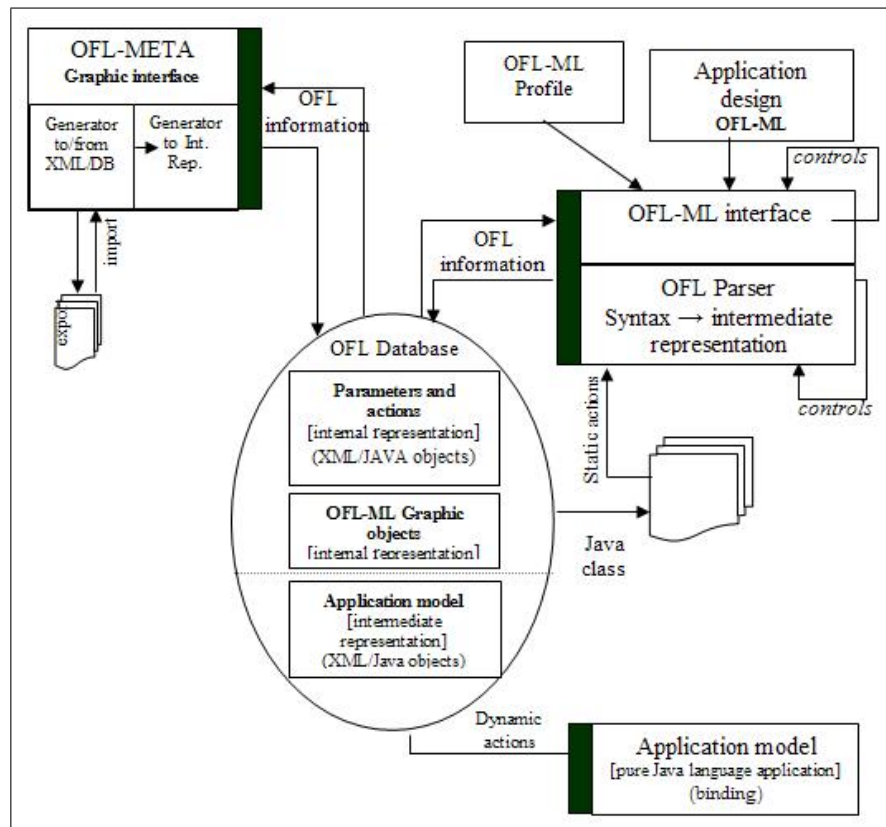 OFL-META
Graphic interface
Generator
to/from
XML/DB
Generator
to Int.
Rep.
OFL
information
import
expo
OFL-ML
Profile
Application
design
OFL-ML
controls
OFL-ML interface
OFL
information
OFL Parser
Syntax → intermediate
representation
controls
Static actions
OFL Database
Parameters and
actions
[internal representation]
(XML/JAVA objects)
OFL-ML Graphic
objects
[internal representation]
Java
class
Application model
[intermediate
representation]
(XML/Java objects)
Dynamic
actions
Application model
[pure Java language application]
(binding)